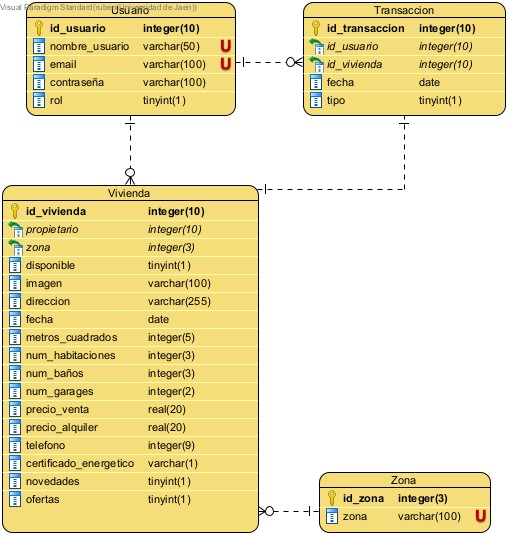 Visual Paradigm Standard(ruben(Universidad de Jaen))
Usuario
id_usuario integer(10)
nombre_usuario varchar(50) U
email varchar(100) U
contraseña varchar(100)
rol tinyint(1)
Transaccion
id_transaccion integer(10)
id_usuario integer(10)
id_vivienda integer(10)
fecha date
tipo tinyint(1)
Vivienda
id_vivienda integer(10)
propietario integer(10)
zona integer(3)
disponible tinyint(1)
imagen varchar(100)
direccion varchar(255)
fecha date
metros_cuadrados integer(5)
num_habitaciones integer(3)
num_baños integer(3)
num_garages integer(2)
precio_venta real(20)
precio_alquiler real(20)
telefono integer(9)
certificado_energetico varchar(1)
novedades tinyint(1)
ofertas tinyint(1)
Zona
id_zona integer(3)
zona varchar(100) U